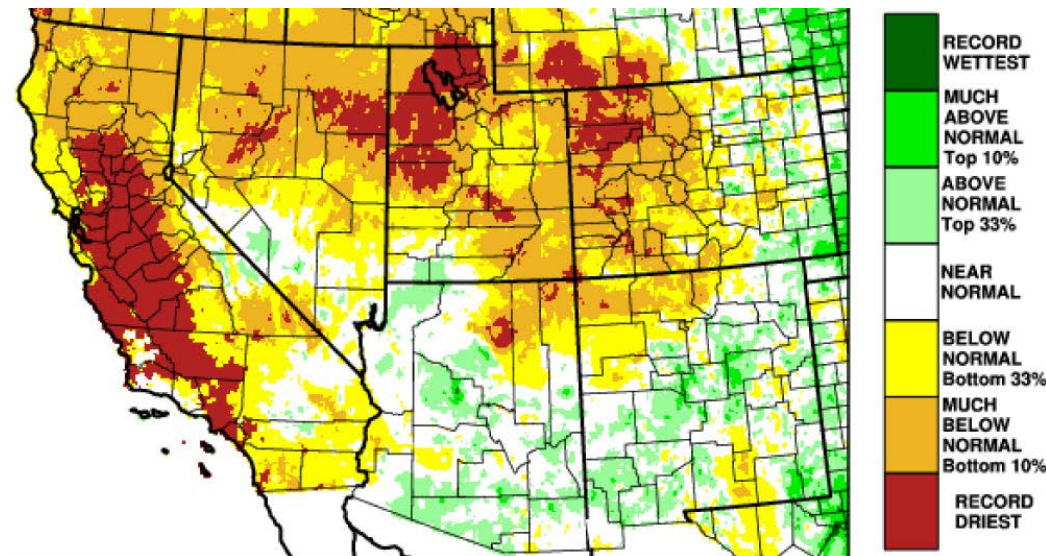 RECORD
WETTEST
MUCH
ABOVE
NORMAL
Top 10%
ABOVE
NORMAL
Top 33%
NEAR
NORMAL
BELOW
NORMAL
Bottom 33%
MUCH
BELOW
NORMAL
Bottom 10%
RECORD
DRIEST